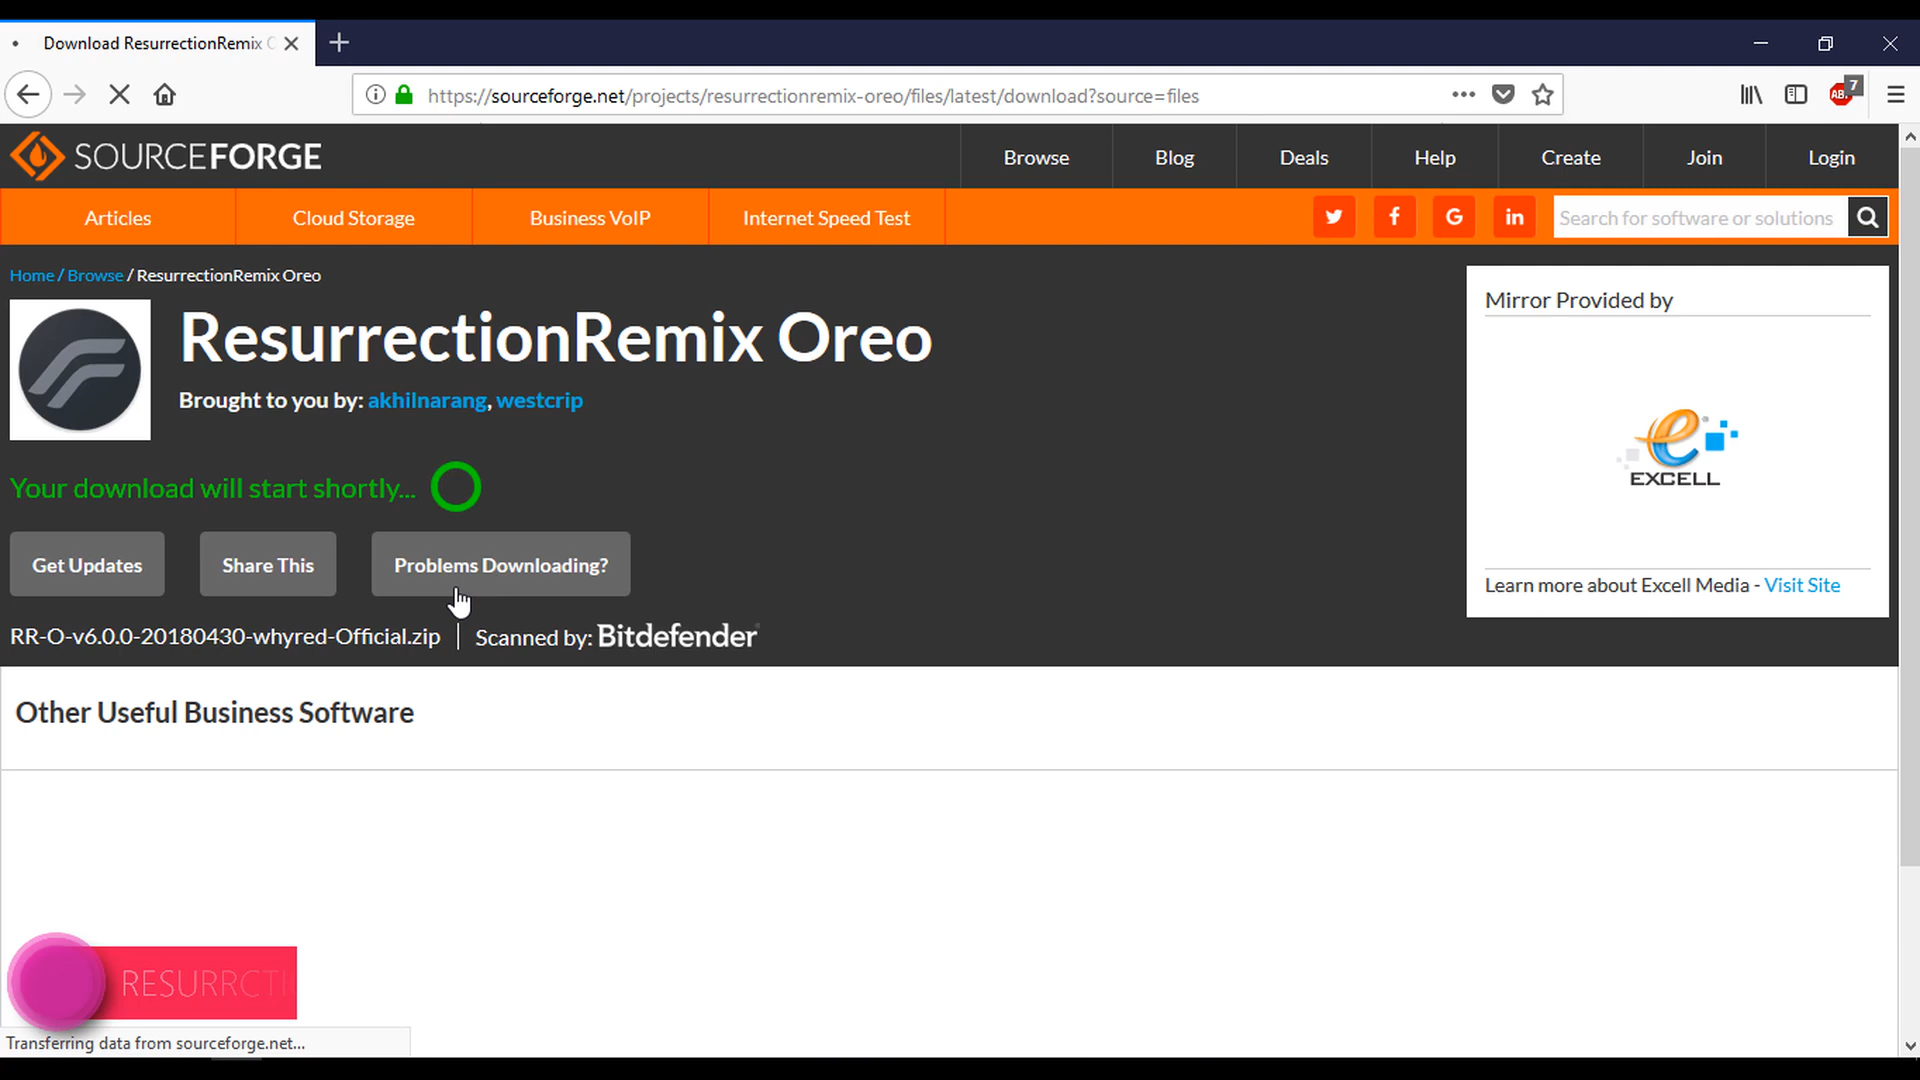 Download ResurrectionRemix
7
https://sourceforge.net/projects/resurrectionremix-oreo/files/latest/download?source=files
SOURCEFORGE
Browse
Blog
Deals
Help
Create
Join
Login
Articles
Cloud Storage
Business VoIP
Internet Speed Test
Search for software or solutions
Home / Browse / ResurrectionRemix Oreo
ResurrectionRemix Oreo
Brought to you by: akhilnarang, westcrip
Mirror Provided by
EXCELL
Learn more about Excell Media - Visit Site
Your download will start shortly...
Get Updates
Share This
Problems Downloading?
RR-O-v6.0.0-20180430-whyred-Official.zip
Scanned by: Bitdefender
Other Useful Business Software
RESURRCTI
Transferring data from sourceforge.net...